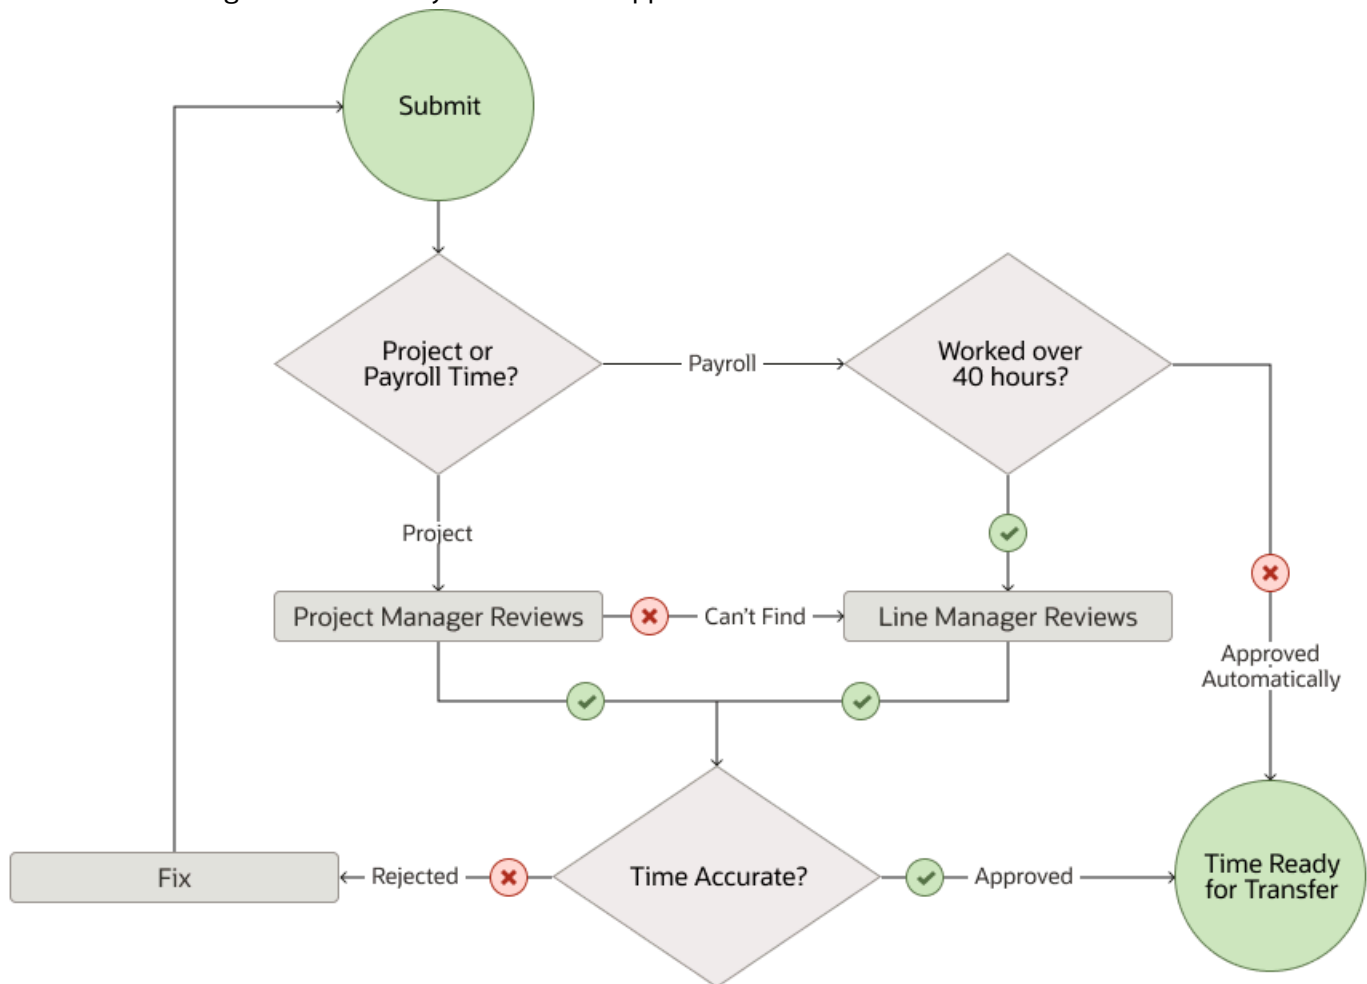 Submit
Project or
Payroll Time?
Payroll
Worked over
40 hours?
Project
Project Manager Reviews
Can't Find
Line Manager Reviews
Approved
Automatically
Fix
Rejected
Time Accurate?
Approved
Time Ready
for Transfer